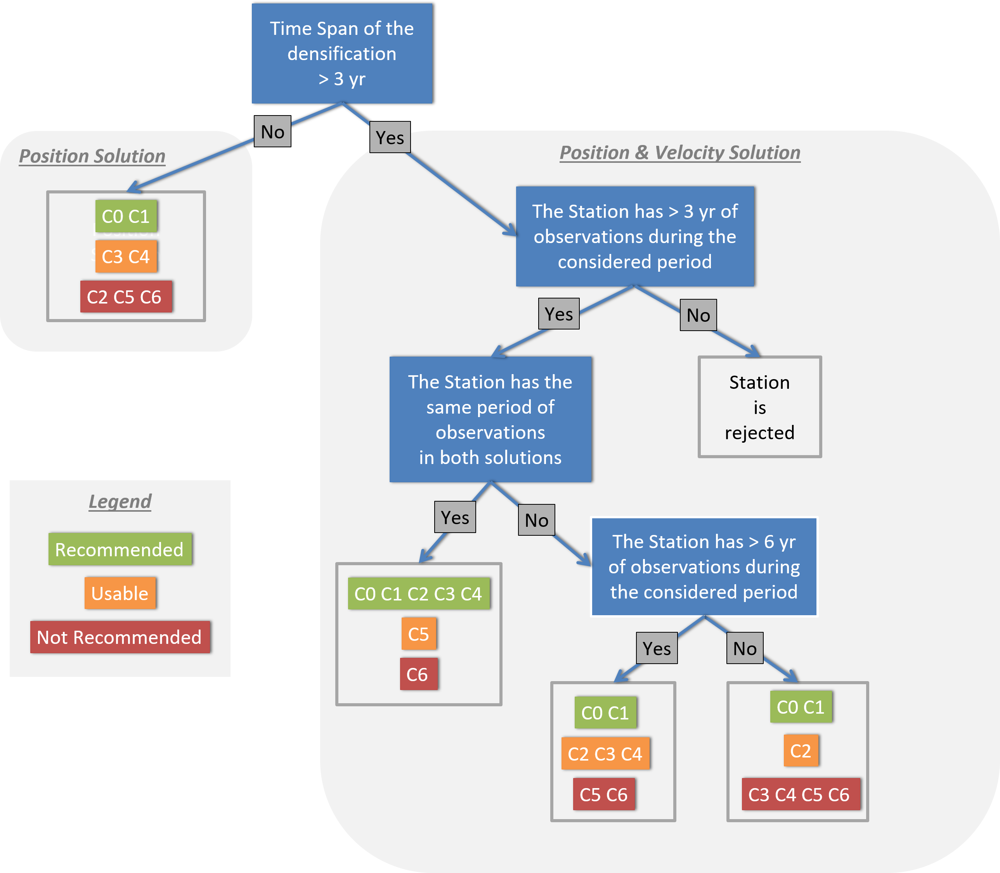 Time Span of the
densification
> 3 yr
No
Yes
Position Solution
C0 C1
C3 C4
C2 C5 C6
Position & Velocity Solution
The Station has > 3 yr of
observations during the
considered period
Yes
No
The Station has the
same period of
observations
in both solutions
Station
is
rejected
Yes
No
C0 C1 C2 C3 C4
C5
C6
The Station has > 6 yr
of observations during
the considered period
Yes
No
C0 C1
C2 C3 C4
C5 C6
C0 C1
C2
C3 C4 C5 C6
Legend
Recommended
Usable
Not Recommended